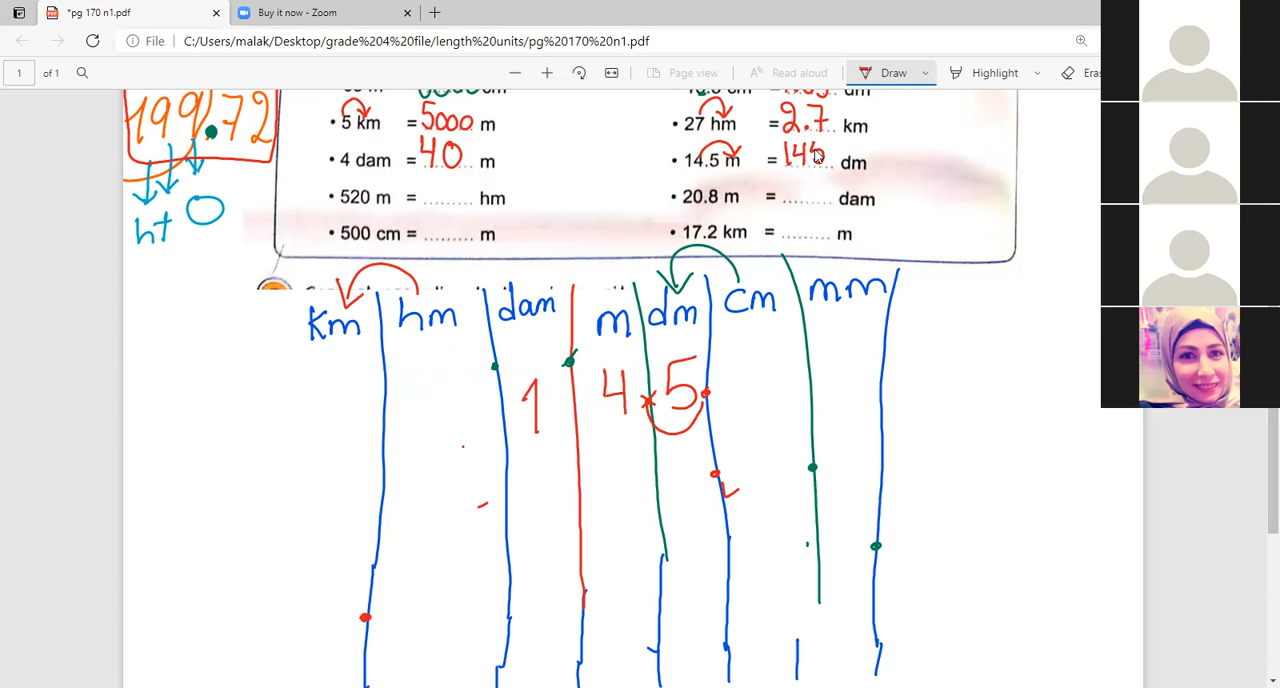 *pg 170 n1.pdf
Buy it now - Zoom
File
C:/Users/malak/Desktop/grade%204%20file/length%20units/pg%20170%20n1.pdf
1 of 1
Page view
Read aloud
Draw
Highlight
199.72
h t O
dm
• 5 km = 5000 m
• 27 hm = 2.7 km
• 4 dam = 40 m
• 14.5 m = 145 dm
• 520 m = ......... hm
• 20.8 m = ......... dam
• 500 cm = ......... m
• 17.2 km = ......... m
km hm dam m dm cm mm
1 4 5